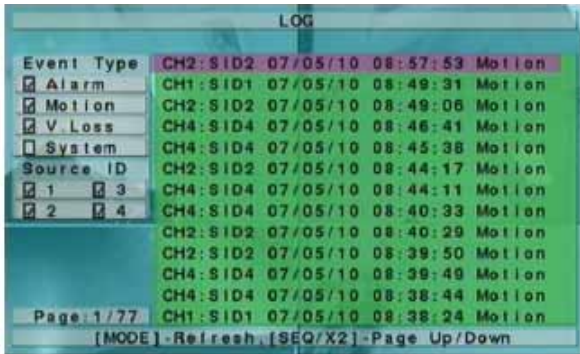 LOG
Event Type
Alarm
Motion
V.Loss
System
Source ID
1 3
2 4
Page:1/77
CH2:SID2 07/05/10 08:57:53 Motion
CH1:SID1 07/05/10 08:49:31 Motion
CH2:SID2 07/05/10 08:49:06 Motion
CH4:SID4 07/05/10 08:46:41 Motion
CH4:SID4 07/05/10 08:45:38 Motion
CH2:SID2 07/05/10 08:44:17 Motion
CH4:SID4 07/05/10 08:44:11 Motion
CH4:SID4 07/05/10 08:40:33 Motion
CH2:SID2 07/05/10 08:40:29 Motion
CH2:SID2 07/05/10 08:39:50 Motion
CH4:SID4 07/05/10 08:39:49 Motion
CH4:SID4 07/05/10 08:38:44 Motion
CH1:SID1 07/05/10 08:38:24 Motion
[MODE]-Refresh,[SEQ/X2]-Page Up/Down